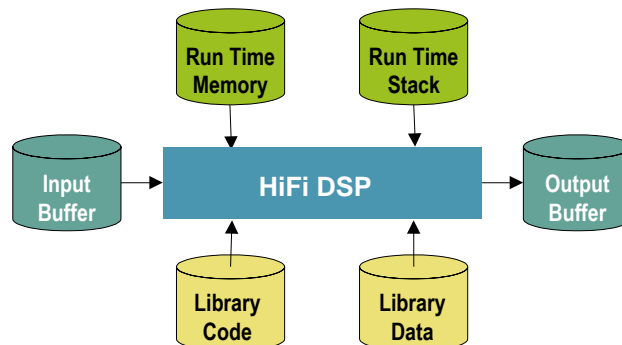 Run Time
Memory
Run Time
Stack
Input
Buffer
HiFi DSP
Output
Buffer
Library
Code
Library
Data